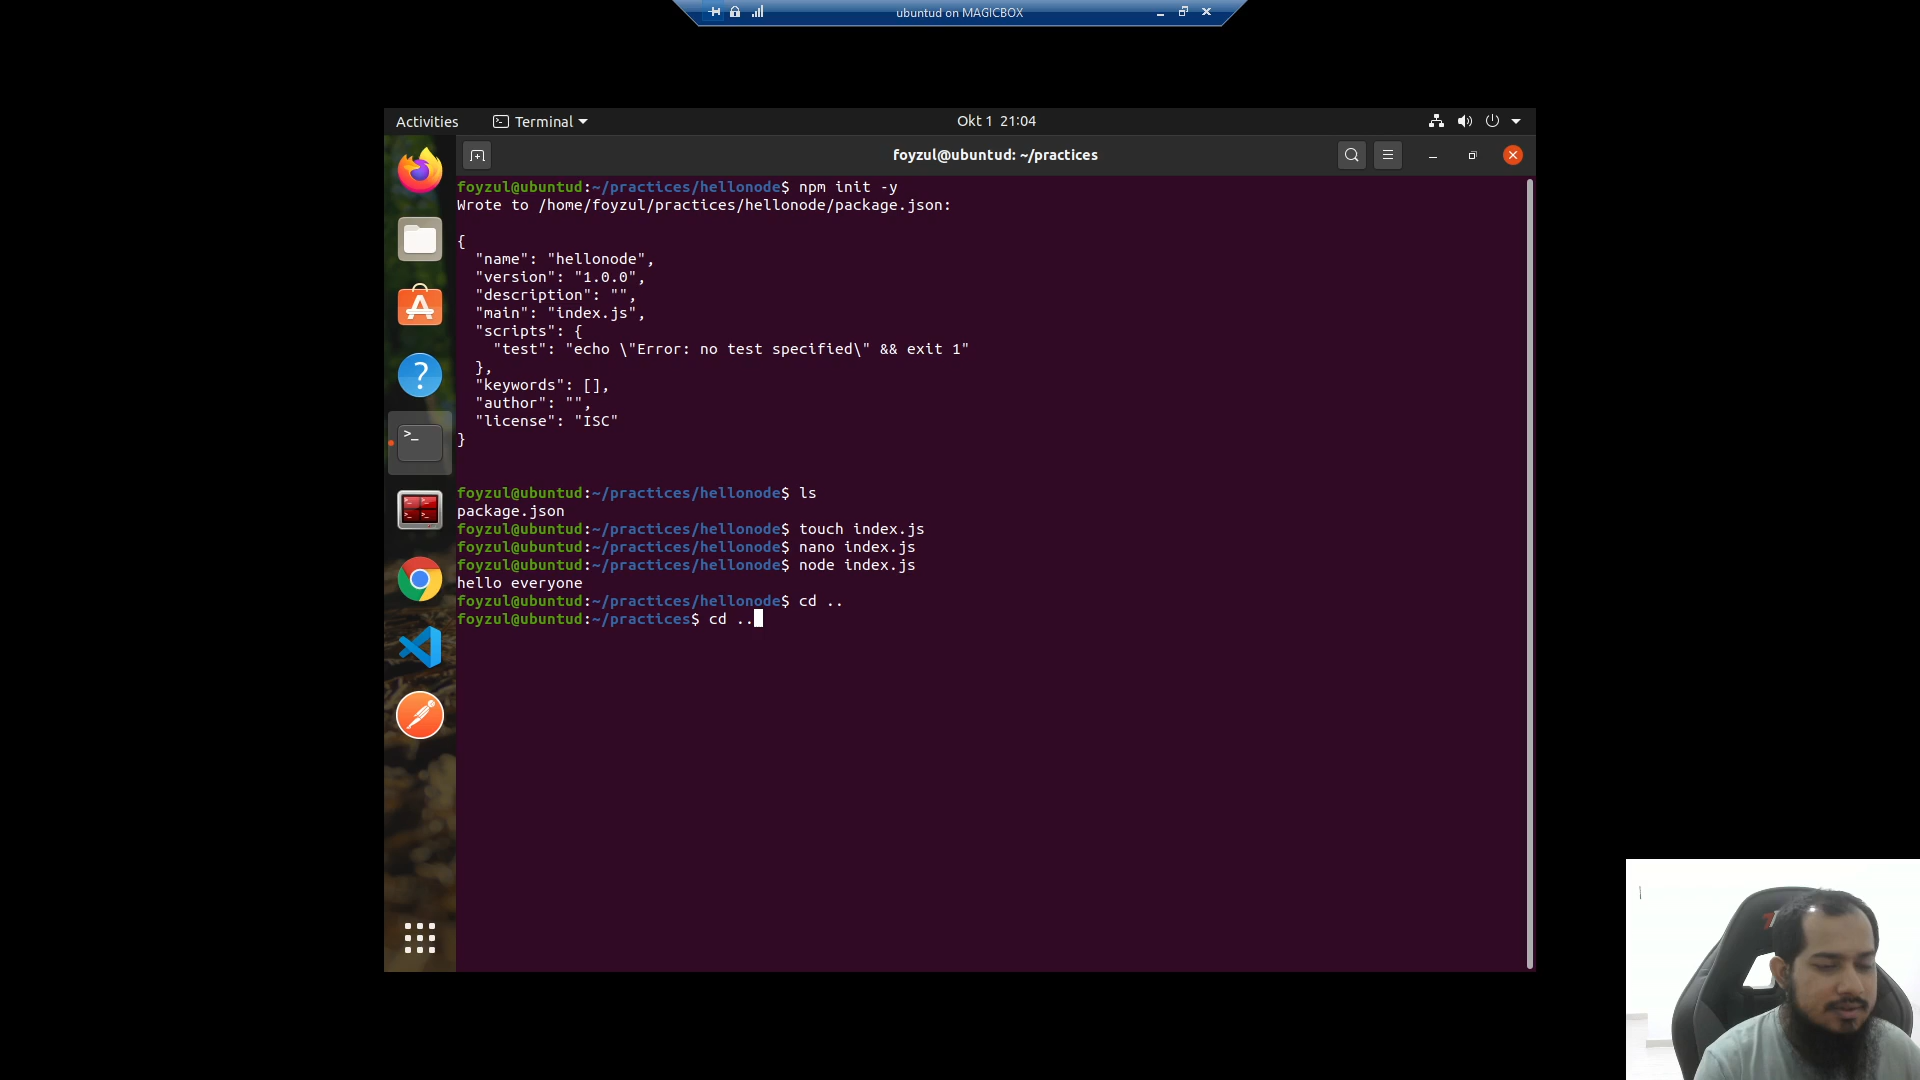 ubuntud on MAGICBOX
Activities Terminal Okt 1 21:04
foyzul@ubuntud: ~/practices
foyzul@ubuntud:~/practices/hellonode$ npm init -y
Wrote to /home/foyzul/practices/hellonode/package.json:
{
"name": "hellonode",
"version": "1.0.0",
"description": "",
"main": "index.js",
"scripts": {
"test": "echo \"Error: no test specified\" && exit 1"
},
"keywords": [],
"author": "",
"license": "ISC"
}
foyzul@ubuntud:~/practices/hellonode$ ls
package.json
foyzul@ubuntud:~/practices/hellonode$ touch index.js
foyzul@ubuntud:~/practices/hellonode$ nano index.js
foyzul@ubuntud:~/practices/hellonode$ node index.js
hello everyone
foyzul@ubuntud:~/practices/hellonode$ cd ..
foyzul@ubuntud:~/practices$ cd ..